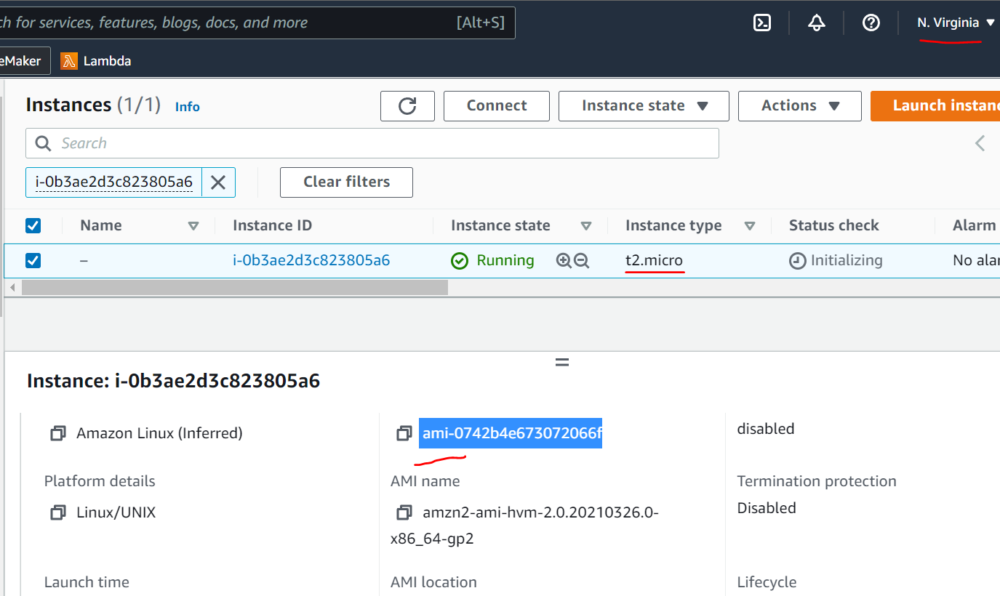 ch for services, features, blogs, docs, and more [Alt+S] N. Virginia
eMaker Lambda
Instances (1/1) Info Connect Instance state Actions Launch instanc
Search
i-0b3ae2d3c823805a6 Clear filters
Name Instance ID Instance state Instance type Status check Alarm
– i-0b3ae2d3c823805a6 Running t2.micro Initializing No alar
Instance: i-0b3ae2d3c823805a6
Amazon Linux (Inferred) ami-0742b4e673072066f disabled
Platform details AMI name Termination protection
Linux/UNIX amzn2-ami-hvm-2.0.20210326.0- Disabled
x86_64-gp2
Launch time AMI location Lifecycle